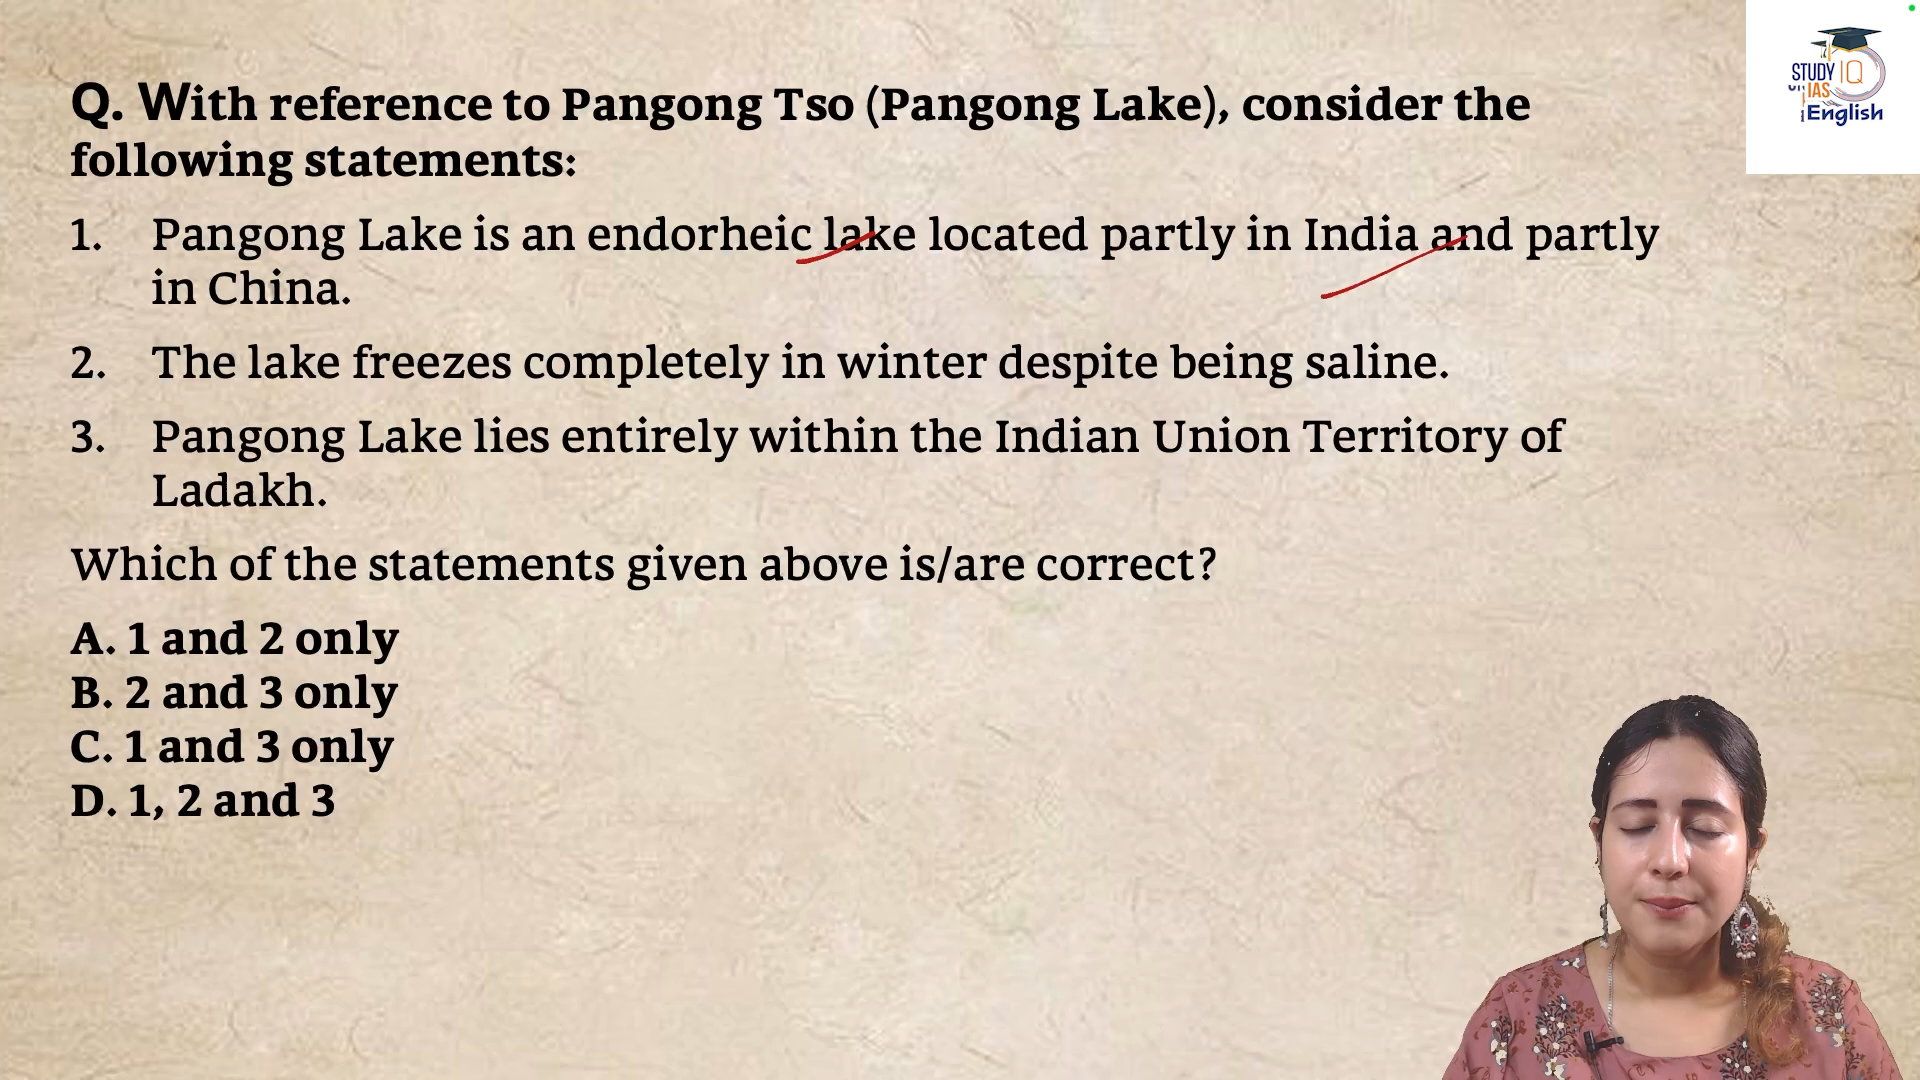 Q. With reference to Pangong Tso (Pangong Lake), consider the
following statements:
1. Pangong Lake is an endorheic lake located partly in India and partly
in China.
2. The lake freezes completely in winter despite being saline.
3. Pangong Lake lies entirely within the Indian Union Territory of
Ladakh.
Which of the statements given above is/are correct?
A. 1 and 2 only
B. 2 and 3 only
C. 1 and 3 only
D. 1, 2 and 3
STUDY IQ
IAS
English